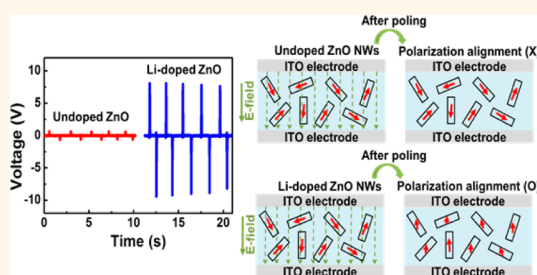 10
5
0
-5
-10
Voltage (V)
Undoped ZnO
Li-doped ZnO
0
5
10
15
20
Time (s)
After poling
Undoped ZnO NWs
Polarization alignment (X)
ITO electrode
ITO electrode
E-field
ITO electrode
ITO electrode
After poling
Li-doped ZnO NWs
Polarization alignment (O)
ITO electrode
ITO electrode
E-field
ITO electrode
ITO electrode